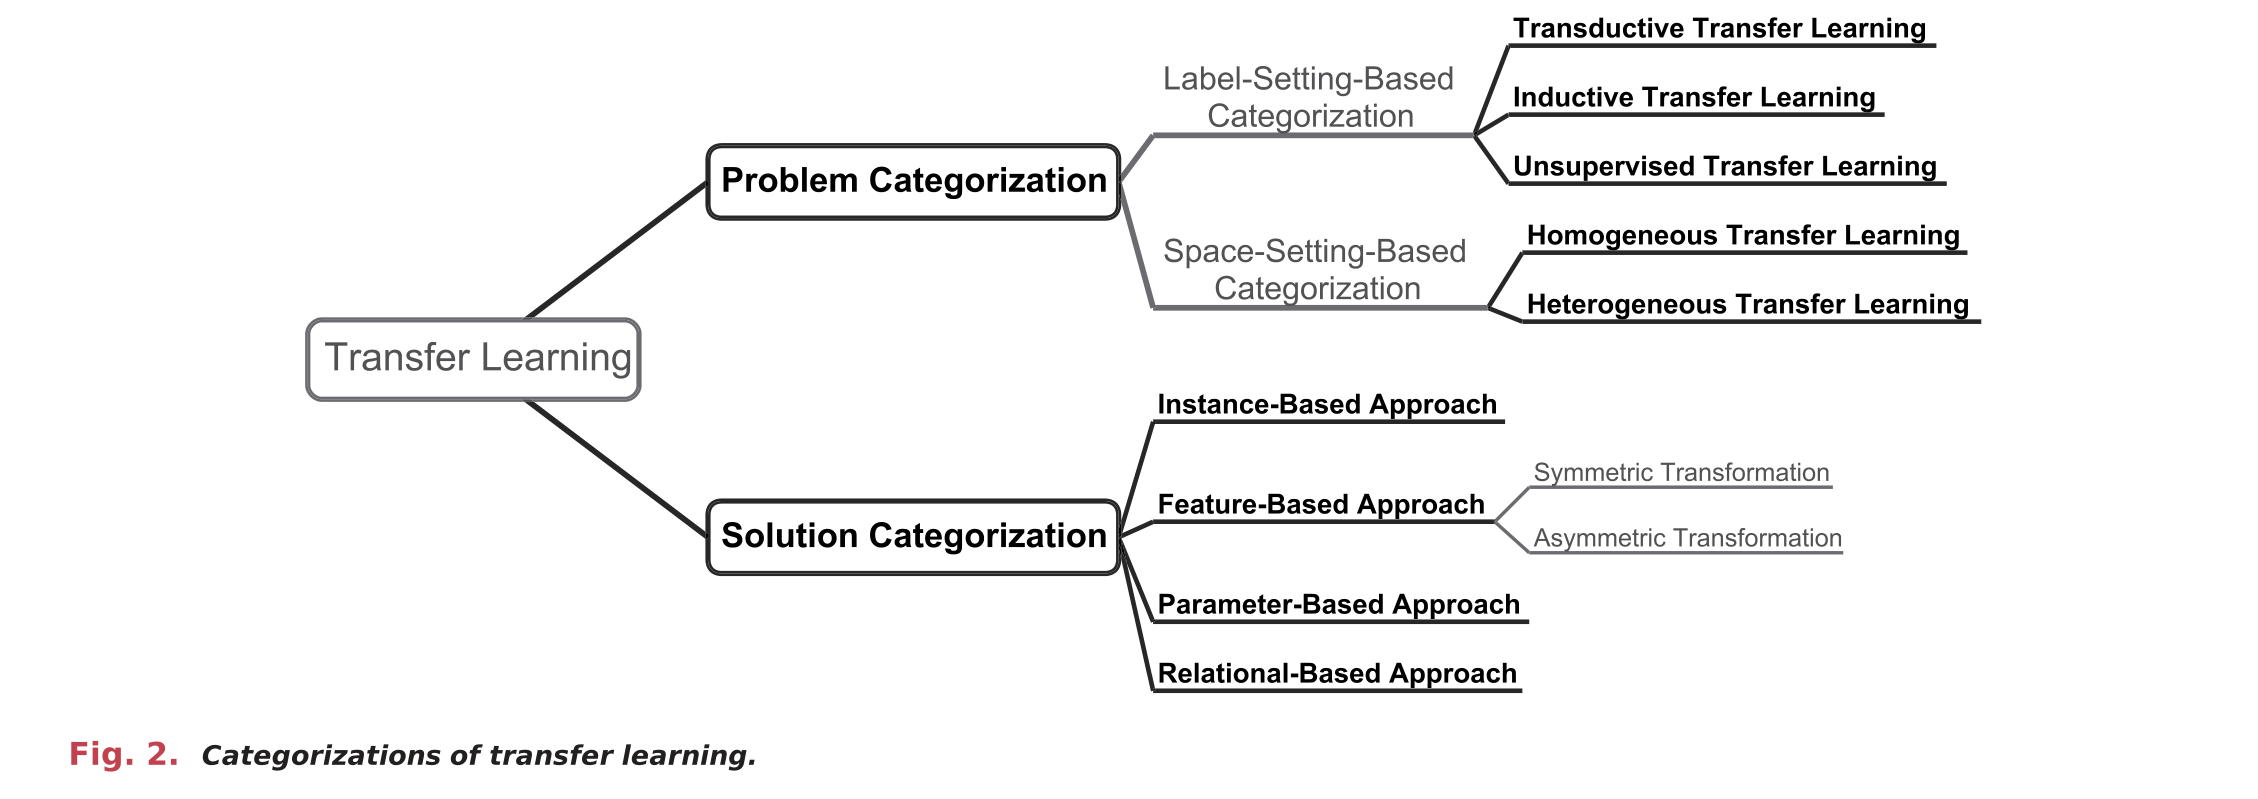 Transfer Learning
Problem Categorization
Label-Setting-Based
Categorization
Transductive Transfer Learning
Inductive Transfer Learning
Unsupervised Transfer Learning
Space-Setting-Based
Categorization
Homogeneous Transfer Learning
Heterogeneous Transfer Learning
Solution Categorization
Instance-Based Approach
Feature-Based Approach
Symmetric Transformation
Asymmetric Transformation
Parameter-Based Approach
Relational-Based Approach
Fig. 2. Categorizations of transfer learning.